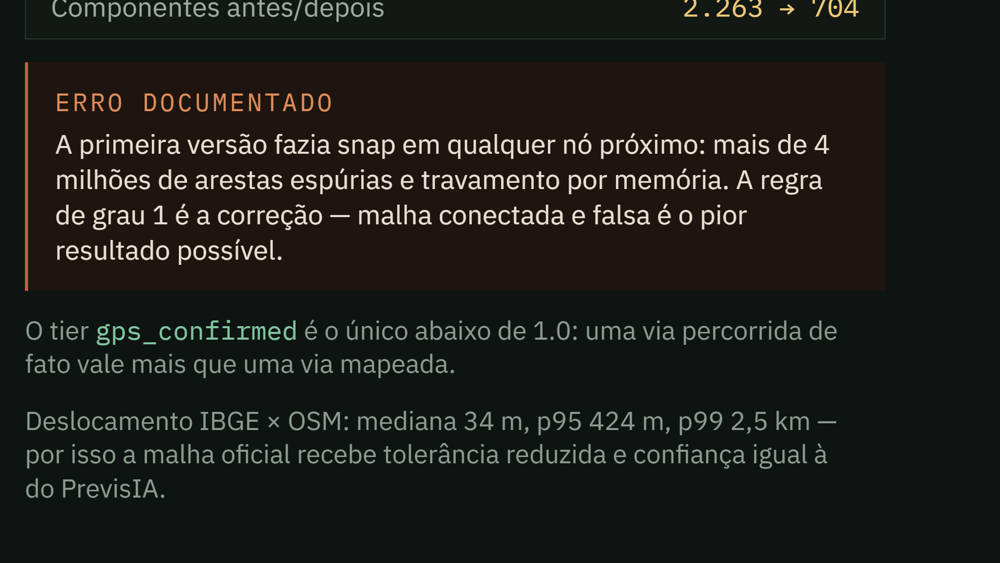 Componentes antes/depois 2.263 → 704
ERRO DOCUMENTADO
A primeira versão fazia snap em qualquer nó próximo: mais de 4
milhões de arestas espúrias e travamento por memória. A regra
de grau 1 é a correção — malha conectada e falsa é o pior
resultado possível.
O tier gps_confirmed é o único abaixo de 1.0: uma via percorrida de
fato vale mais que uma via mapeada.
Deslocamento IBGE × OSM: mediana 34 m, p95 424 m, p99 2,5 km —
por isso a malha oficial recebe tolerância reduzida e confiança igual à
do PrevisIA.